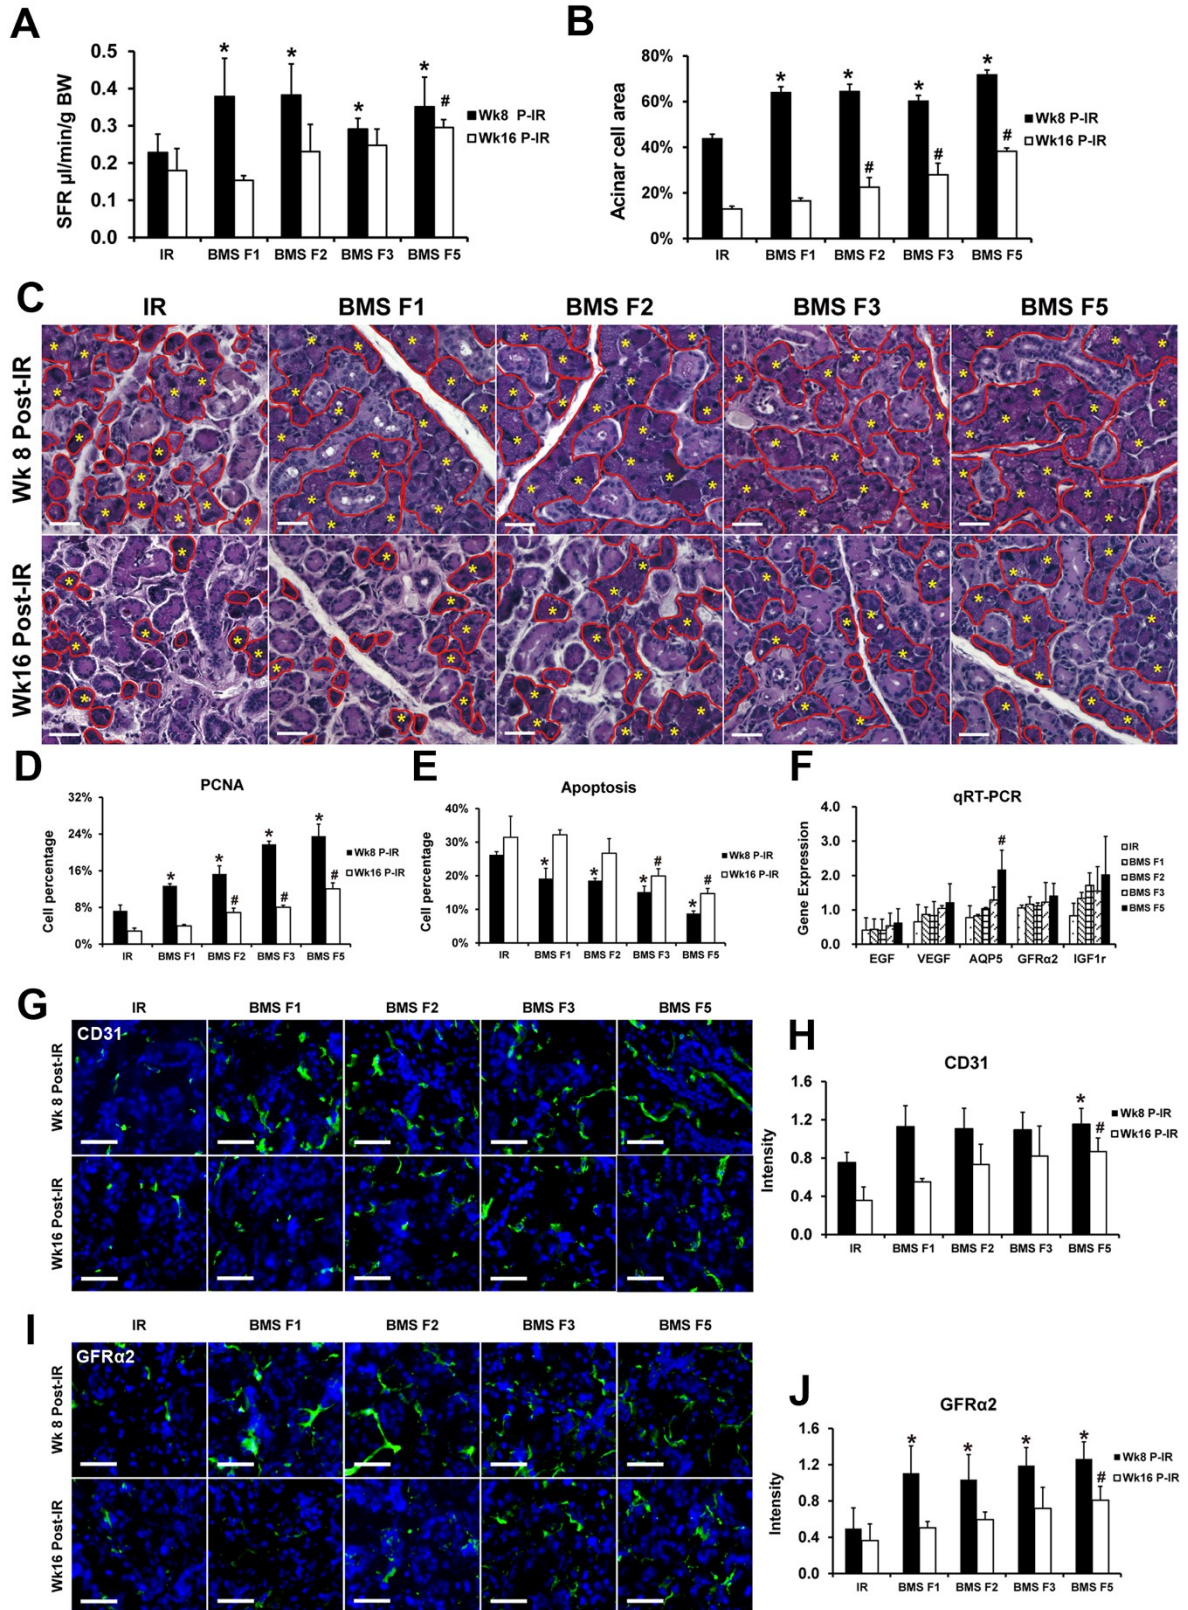 A
SFR µl/min/g BW
0.5
0.4
0.3
0.2
0.1
0.0
*
*
*
*
#
IR
BMS F1
BMS F2
BMS F3
BMS F5
Wk8 P-IR
Wk16 P-IR
B
Acinar cell area
80%
60%
40%
20%
0%
*
*
*
*
#
#
#
IR
BMS F1
BMS F2
BMS F3
BMS F5
Wk8 P-IR
Wk16 P-IR
C
IR
BMS F1
BMS F2
BMS F3
BMS F5
Wk 8 Post-IR
Wk16 Post-IR
D
PCNA
Cell percentage
32%
24%
16%
8%
0%
*
*
*
*
#
#
#
IR
BMS F1
BMS F2
BMS F3
BMS F5
Wk8 P-IR
Wk16 P-IR
E
Apoptosis
Cell percentage
40%
30%
20%
10%
0%
*
*
*
*
#
#
IR
BMS F1
BMS F2
BMS F3
BMS F5
Wk8 P-IR
Wk16 P-IR
F
qRT-PCR
Gene Expression
4.0
3.0
2.0
1.0
0.0
#
EGF
VEGF
AQP5
GFRα2
IGF1r
IR
BMS F1
BMS F2
BMS F3
BMS F5
G
IR
BMS F1
BMS F2
BMS F3
BMS F5
CD31
Wk 8 Post-IR
Wk16 Post-IR
H
CD31
Intensity
1.6
1.2
0.8
0.4
0.0
*
#
IR
BMS F1
BMS F2
BMS F3
BMS F5
Wk8 P-IR
Wk16 P-IR
I
IR
BMS F1
BMS F2
BMS F3
BMS F5
GFRα2
Wk 8 Post-IR
Wk16 Post-IR
J
GFRα2
Intensity
1.6
1.2
0.8
0.4
0.0
*
*
*
*
#
IR
BMS F1
BMS F2
BMS F3
BMS F5
Wk8 P-IR
Wk16 P-IR